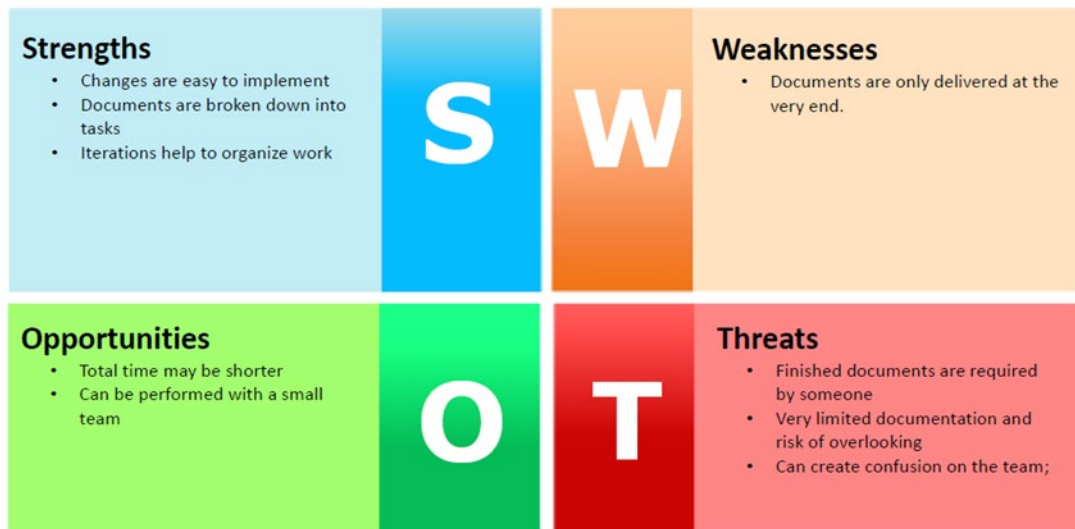 Strengths
• Changes are easy to implement
• Documents are broken down into
tasks
• Iterations help to organize work
S
W
Weaknesses
• Documents are only delivered at the
very end.
Opportunities
• Total time may be shorter
• Can be performed with a small
team
O
T
Threats
• Finished documents are required
by someone
• Very limited documentation and
risk of overlooking
• Can create confusion on the team;